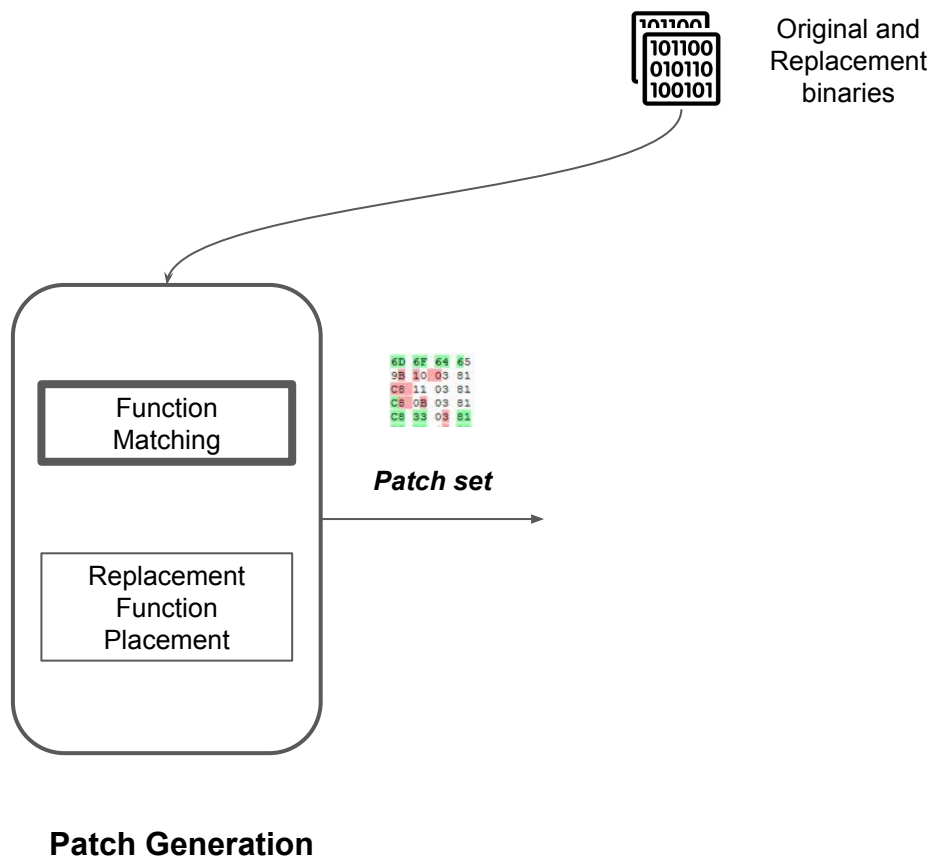 101100
101100
010110
100101
Original and
Replacement
binaries
6D 6F 64 65
9B 10 03 81
C8 11 03 81
C8 0B 03 81
C8 33 03 81
Function
Matching
Patch set
Replacement
Function
Placement
Patch Generation